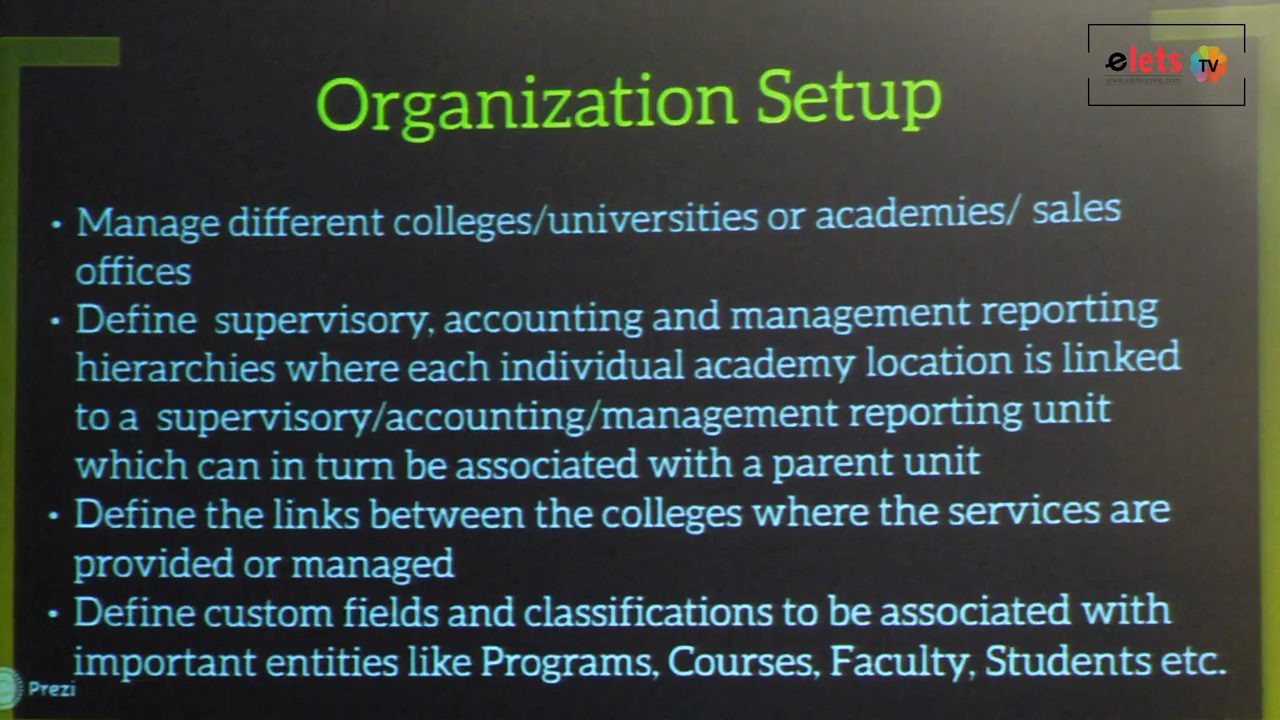 elets TV
www.eletsonline.com
Organization Setup
• Manage different colleges/universities or academies/ sales
offices
• Define supervisory, accounting and management reporting
hierarchies where each individual academy location is linked
to a supervisory/accounting/management reporting unit
which can in turn be associated with a parent unit
• Define the links between the colleges where the services are
provided or managed
• Define custom fields and classifications to be associated with
important entities like Programs, Courses, Faculty, Students etc.
Prezi